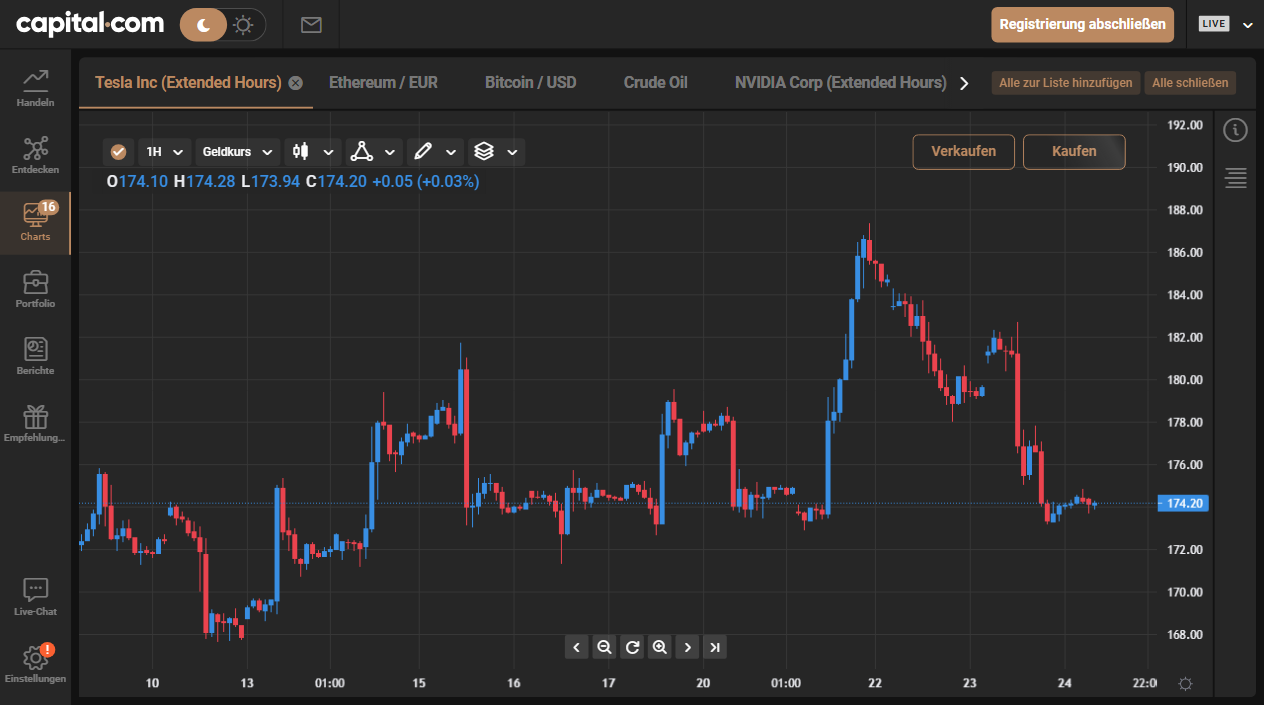 capital.com
Registrierung abschließen
LIVE
Handeln
Entdecken
16
Charts
Portfolio
Berichte
Empfehlung...
Live-Chat
!
Einstellungen
Tesla Inc (Extended Hours) Ethereum / EUR Bitcoin / USD Crude Oil NVIDIA Corp (Extended Hours) Alle zur Liste hinzufügen Alle schließen
1H Geldkurs
Verkaufen Kaufen
O174.10 H174.28 L173.94 C174.20 +0.05 (+0.03%)
192.00
190.00
188.00
186.00
184.00
182.00
180.00
178.00
176.00
174.20
172.00
170.00
168.00
10 13 01:00 15 16 17 20 01:00 22 23 24 22:0